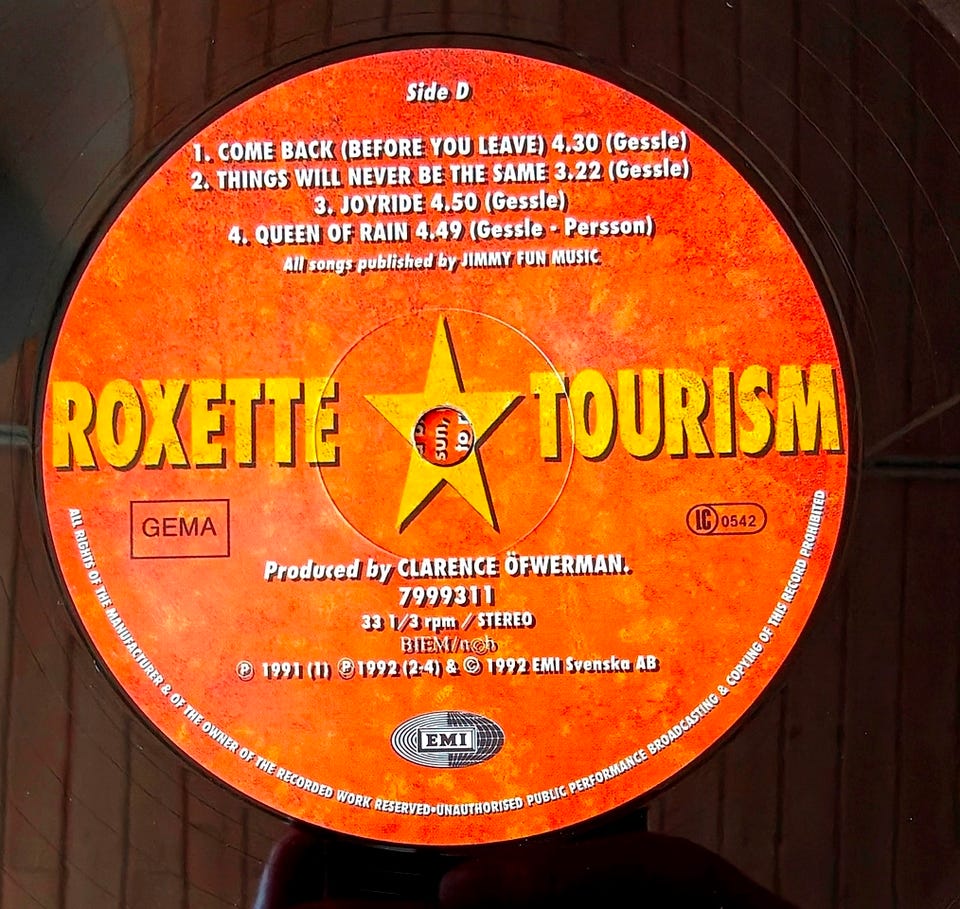 Side D
1. COME BACK (BEFORE YOU LEAVE) 4.30 (Gessle)
2. THINGS WILL NEVER BE THE SAME 3.22 (Gessle)
3. JOYRIDE 4.50 (Gessle)
4. QUEEN OF RAIN 4.49 (Gessle - Persson)
All songs published by JIMMY FUN MUSIC
ROXETTE TOURISM
GEMA
LC 0542
Produced by CLARENCE ÖFWERMAN.
7999311
33 1/3 rpm / STEREO
BIEM/n©b
℗ 1991 (1) ℗ 1992 (2-4) & © 1992 EMI Svenska AB
EMI
ALL RIGHTS OF THE MANUFACTURER & OF THE OWNER OF THE RECORDED WORK RESERVED•UNAUTHORISED PUBLIC PERFORMANCE BROADCASTING & COPYING OF THIS RECORD PROHIBITED